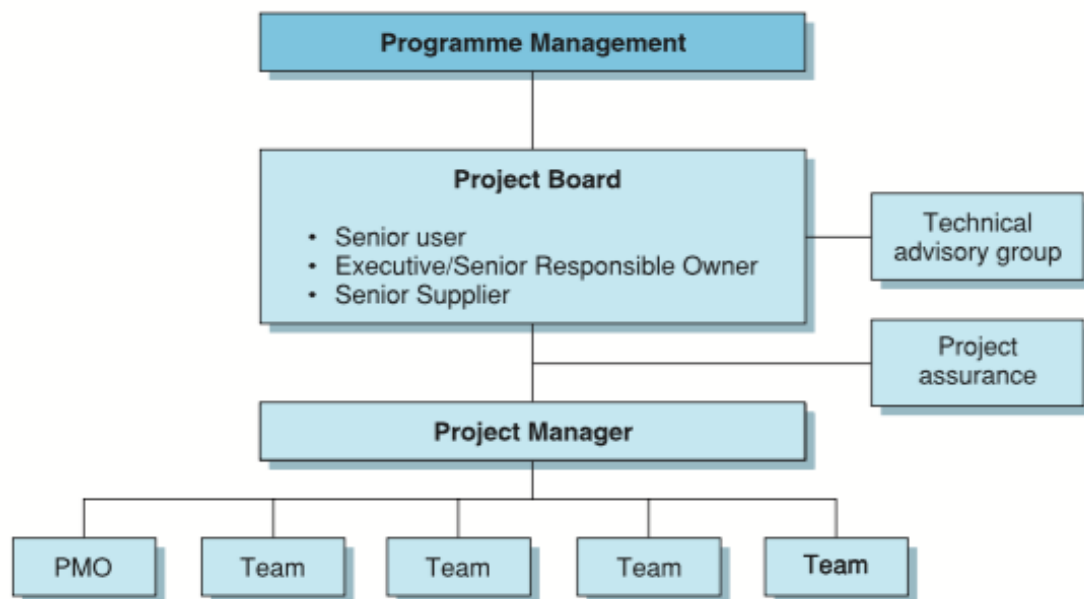 Programme Management
Project Board
• Senior user
• Executive/Senior Responsible Owner
• Senior Supplier
Technical
advisory group
Project
assurance
Project Manager
PMO
Team
Team
Team
Team